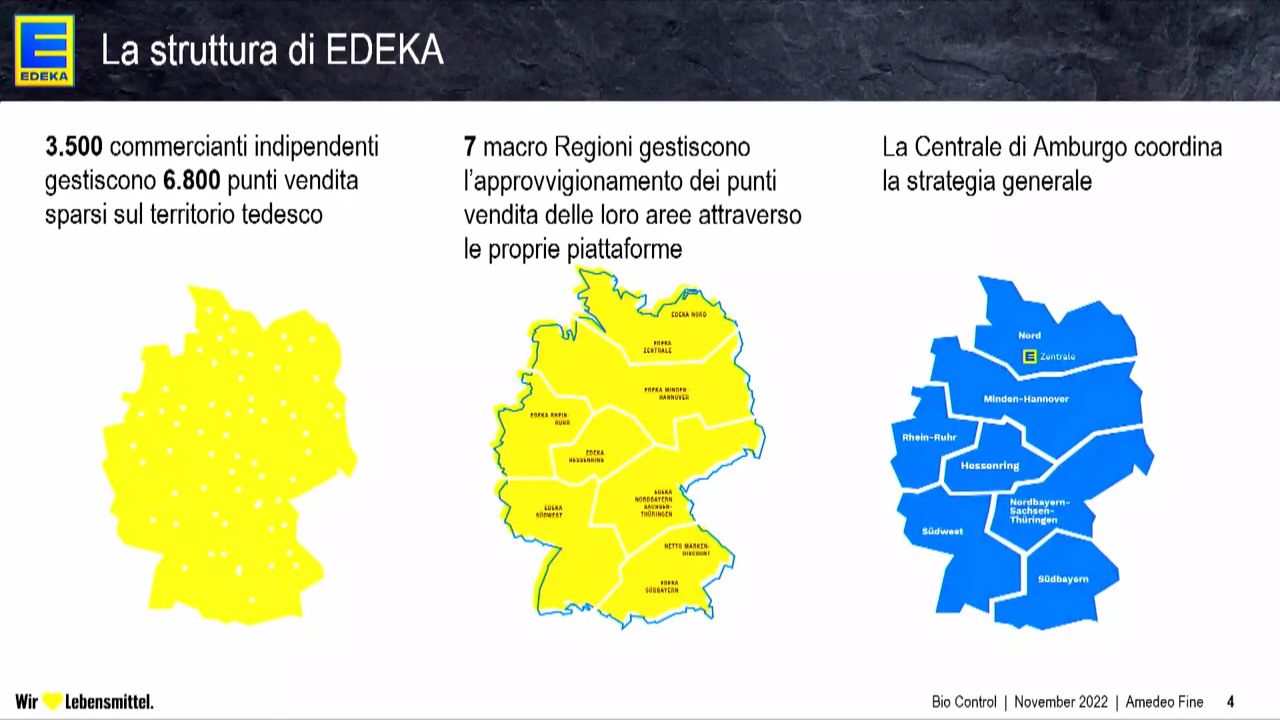 EDEKA
La struttura di EDEKA
3.500 commercianti indipendenti
gestiscono 6.800 punti vendita
sparsi sul territorio tedesco
7 macro Regioni gestiscono
l'approvvigionamento dei punti
vendita delle loro aree attraverso
le proprie piattaforme
La Centrale di Amburgo coordina
la strategia generale
EDEKA NORD
EDEKA
ZENTRALE
EDEKA MINDEN-
HANNOVER
EDEKA RHEIN-
RUHR
EDEKA
HESSENRING
EDEKA
NORDBAYERN
SACHSEN-
THÜRINGEN
EDEKA
SÜDWEST
NETTO MARKEN-
DISCOUNT
EDEKA
SÜDBAYERN
Nord
Zentrale
Minden-Hannover
Rhein-Ruhr
Hessenring
Nordbayern-
Sachsen-
Thüringen
Südwest
Südbayern
Wir Lebensmittel.
Bio Control | November 2022 | Amedeo Fine 4